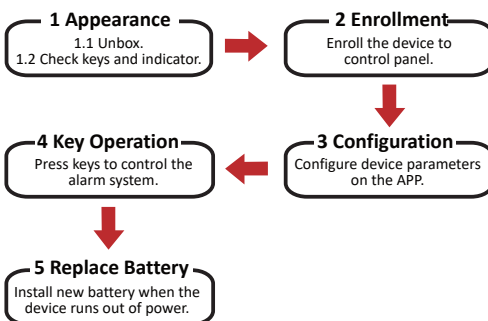 1 Appearance
1.1 Unbox.
1.2 Check keys and indicator.
2 Enrollment
Enroll the device to
control panel.
3 Configuration
Configure device parameters
on the APP.
4 Key Operation
Press keys to control the
alarm system.
5 Replace Battery
Install new battery when the
device runs out of power.